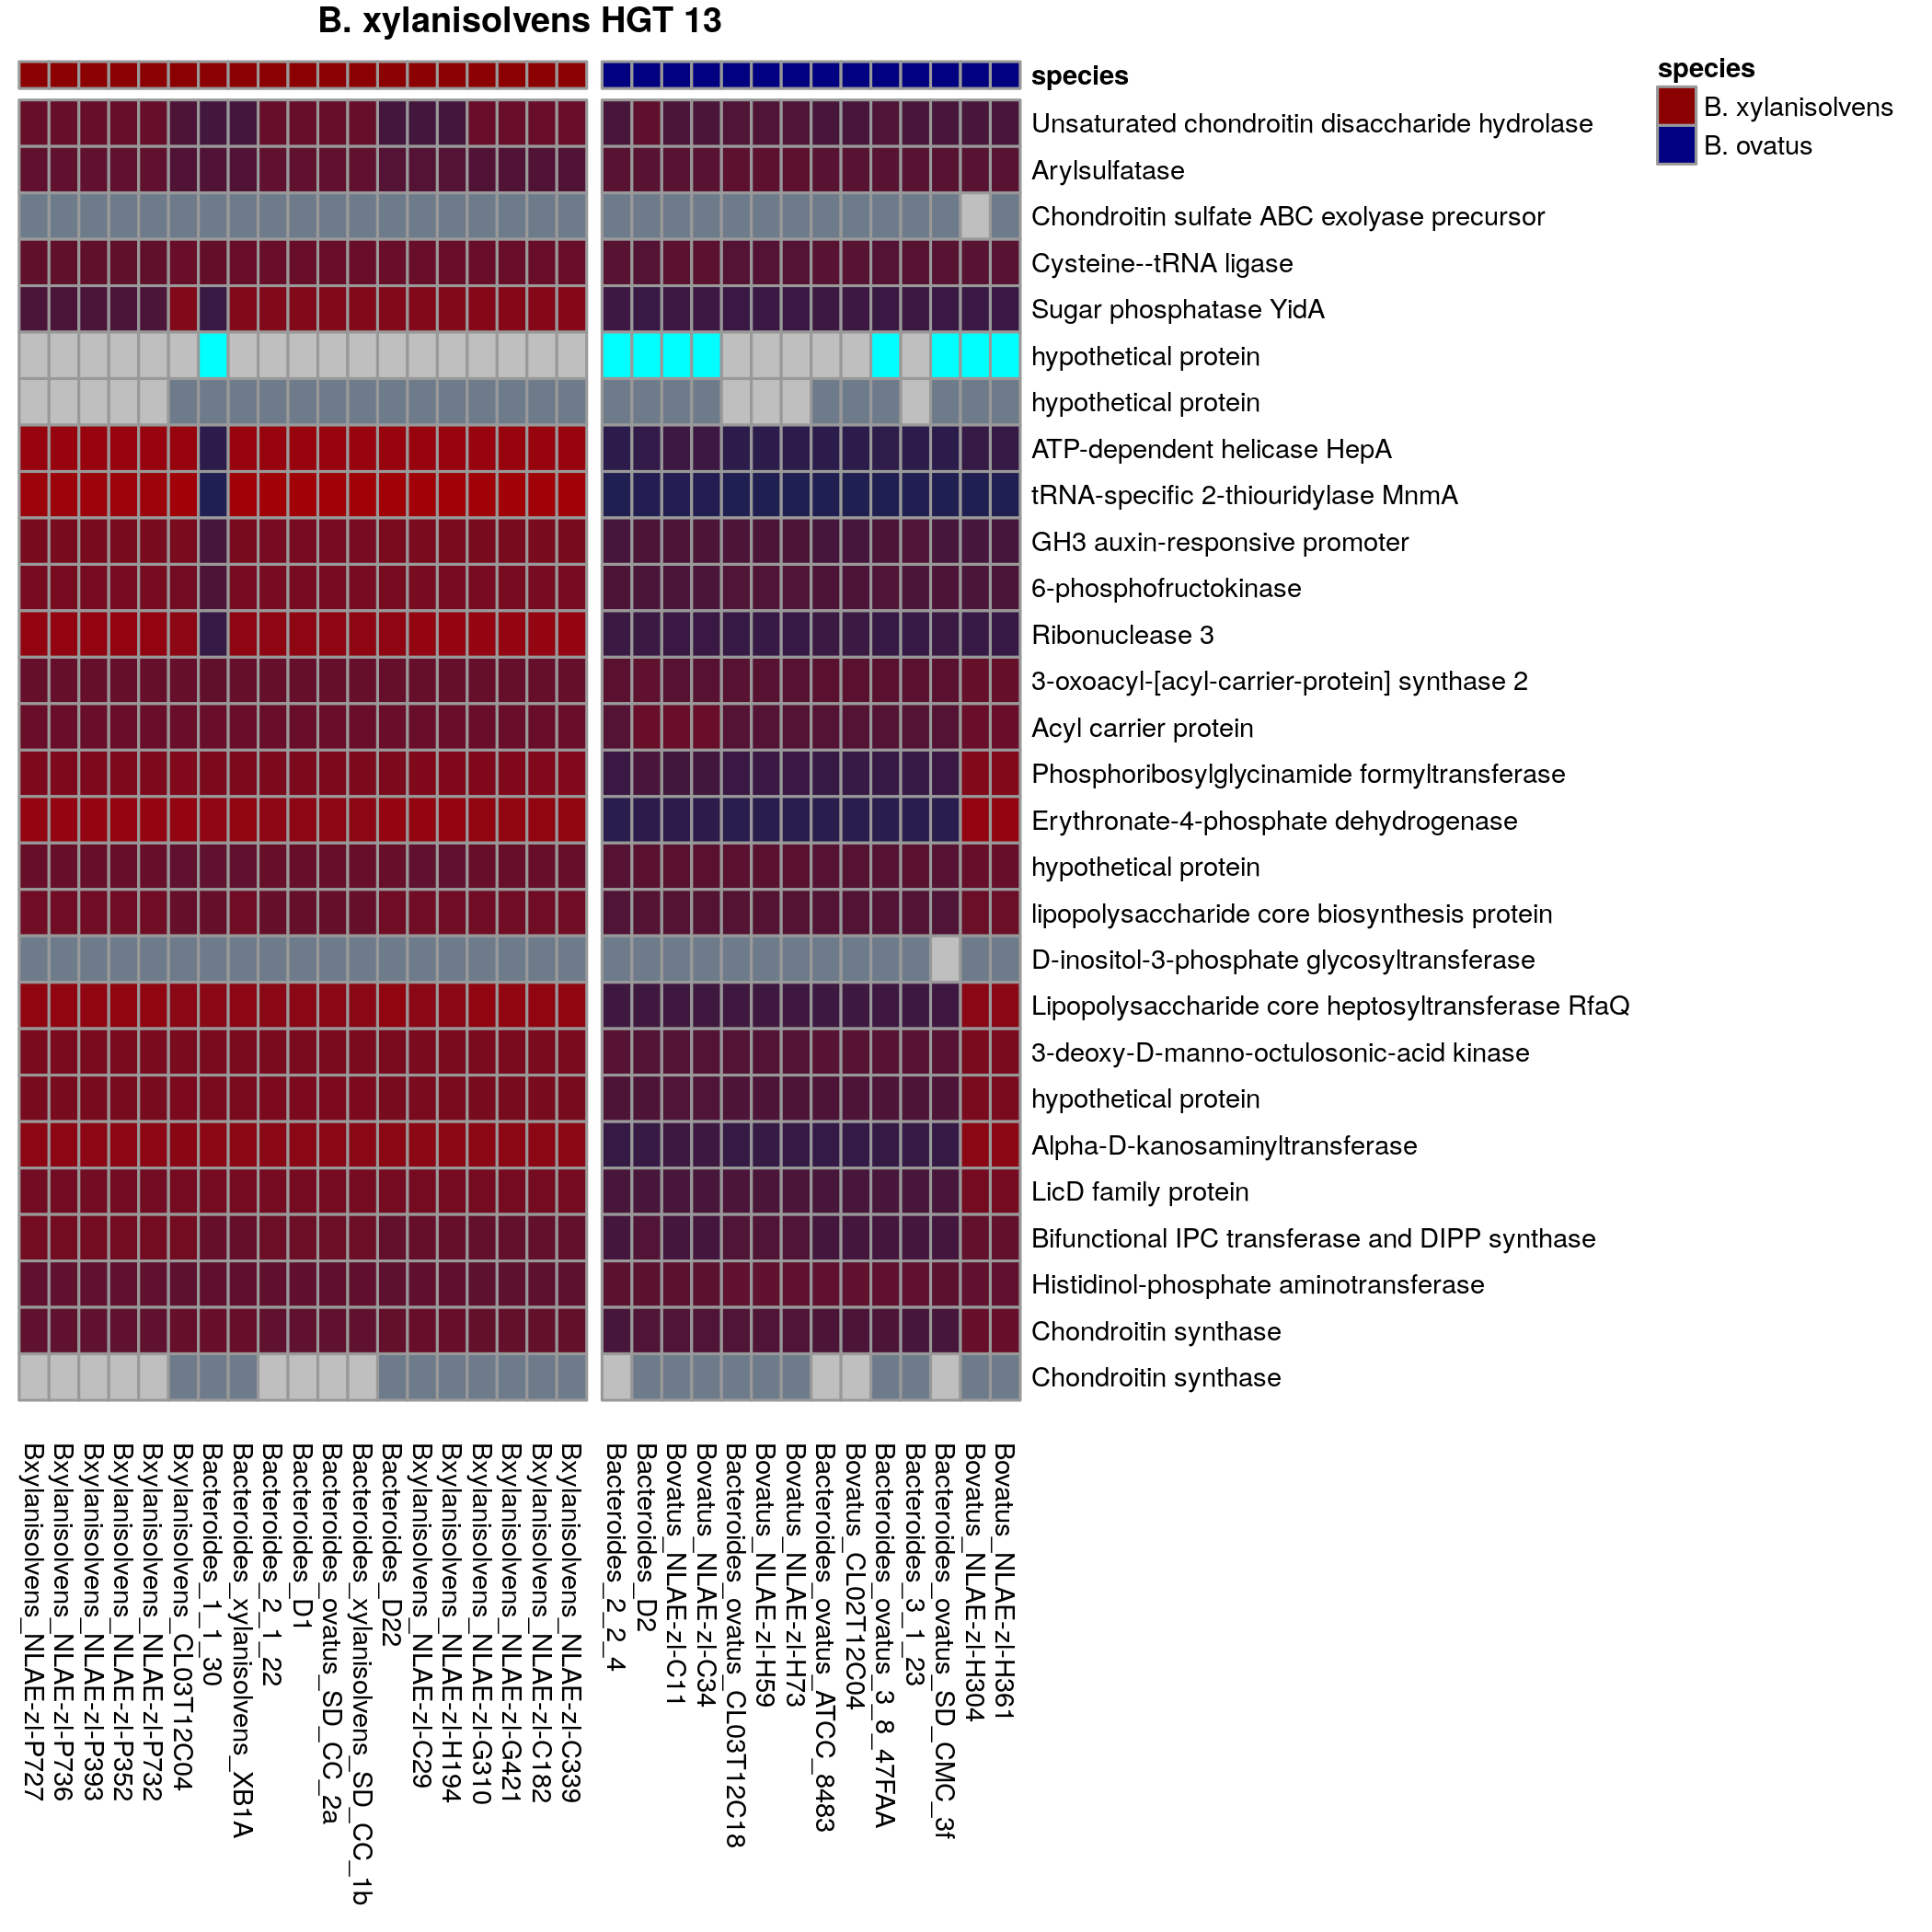 B. xylanisolvens HGT 13
species
species
B. xylanisolvens
B. ovatus
Unsaturated chondroitin disaccharide hydrolase
Arylsulfatase
Chondroitin sulfate ABC exolyase precursor
Cysteine--tRNA ligase
Sugar phosphatase YidA
hypothetical protein
hypothetical protein
ATP-dependent helicase HepA
tRNA-specific 2-thiouridylase MnmA
GH3 auxin-responsive promoter
6-phosphofructokinase
Ribonuclease 3
3-oxoacyl-[acyl-carrier-protein] synthase 2
Acyl carrier protein
Phosphoribosylglycinamide formyltransferase
Erythronate-4-phosphate dehydrogenase
hypothetical protein
lipopolysaccharide core biosynthesis protein
D-inositol-3-phosphate glycosyltransferase
Lipopolysaccharide core heptosyltransferase RfaQ
3-deoxy-D-manno-octulosonic-acid kinase
hypothetical protein
Alpha-D-kanosaminyltransferase
LicD family protein
Bifunctional IPC transferase and DIPP synthase
Histidinol-phosphate aminotransferase
Chondroitin synthase
Chondroitin synthase
Bxylanisolvens_NLAE-zl-P727
Bxylanisolvens_NLAE-zl-P736
Bxylanisolvens_NLAE-zl-P393
Bxylanisolvens_NLAE-zl-P352
Bxylanisolvens_NLAE-zl-P732
Bxylanisolvens_CL03T12C04
Bacteroides_1_1_30
Bacteroides_xylanisolvens_XB1A
Bacteroides_2_1_22
Bacteroides_D1
Bacteroides_ovatus_SD_CC_2a
Bacteroides_xylanisolvens_SD_CC_1b
Bacteroides_D22
Bxylanisolvens_NLAE-zl-C29
Bxylanisolvens_NLAE-zl-H194
Bxylanisolvens_NLAE-zl-G310
Bxylanisolvens_NLAE-zl-G421
Bxylanisolvens_NLAE-zl-C182
Bxylanisolvens_NLAE-zl-C339
Bacteroides_2_2_4
Bacteroides_D2
Bovatus_NLAE-zl-C11
Bovatus_NLAE-zl-C34
Bacteroides_ovatus_CL03T12C18
Bovatus_NLAE-zl-H59
Bovatus_NLAE-zl-H73
Bacteroides_ovatus_ATCC_8483
Bovatus_CL02T12C04
Bacteroides_ovatus_3_8_47FAA
Bacteroides_3_1_23
Bacteroides_ovatus_SD_CMC_3f
Bovatus_NLAE-zl-H304
Bovatus_NLAE-zl-H361